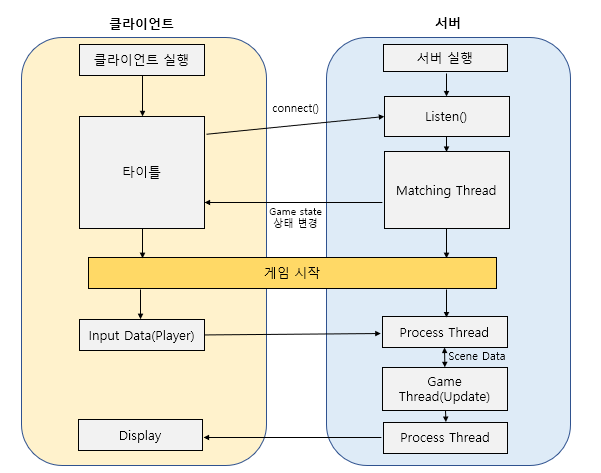 클라이언트
서버
클라이언트 실행
서버 실행
connect()
Listen()
타이틀
Matching Thread
Game state
상태 변경
게임 시작
Input Data(Player)
Process Thread
Scene Data
Game
Thread(Update)
Display
Process Thread